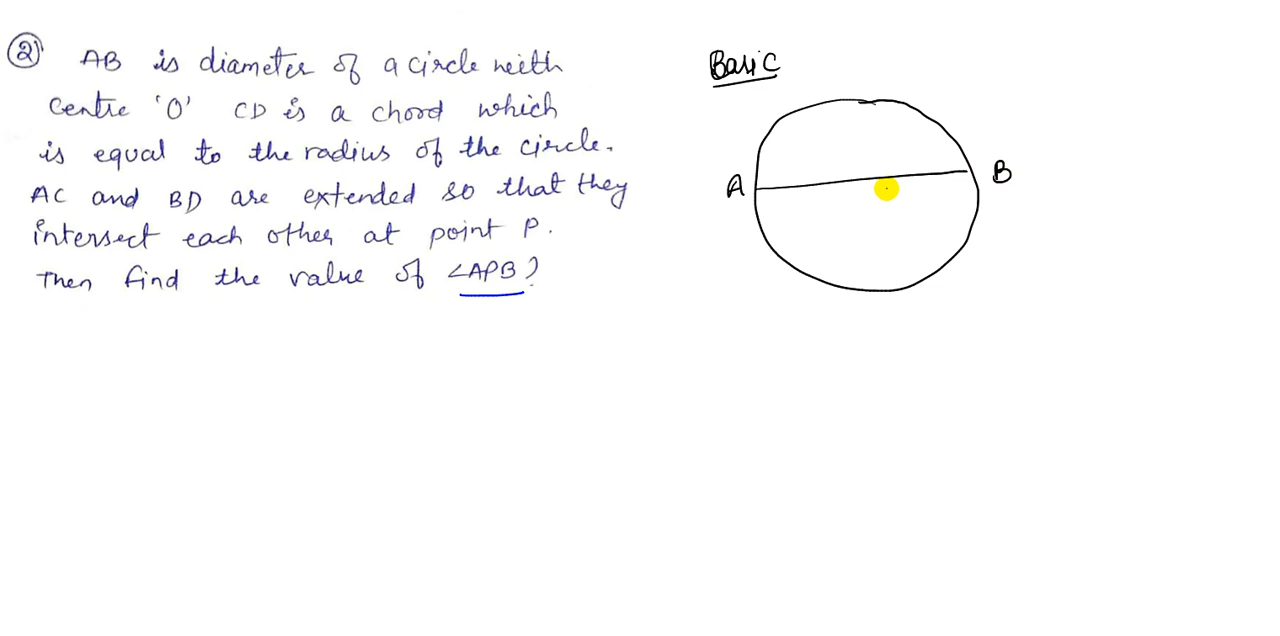 (2) AB is diameter of a circle with
Centre 'O' CD is a chord which
is equal to the radius of the circle.
AC and BD are extended so that they
intersect each other at point P.
Then find the value of ∠APB?
Basic
A
B